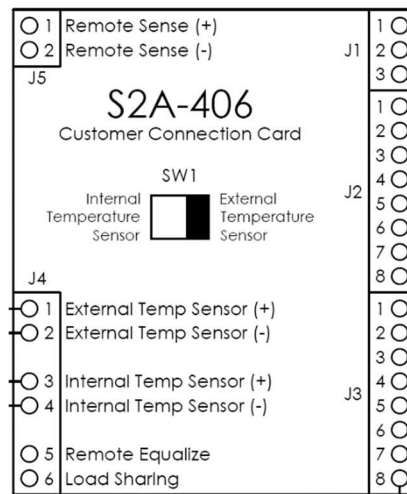 1 Remote Sense (+)
2 Remote Sense (-)
J5
S2A-406
Customer Connection Card
SW1
Internal
Temperature
Sensor
External
Temperature
Sensor
J4
1 External Temp Sensor (+)
2 External Temp Sensor (-)
3 Internal Temp Sensor (+)
4 Internal Temp Sensor (-)
5 Remote Equalize
6 Load Sharing
J1
1
2
3
J2
1
2
3
4
5
6
7
8
J3
1
2
3
4
5
6
7
8